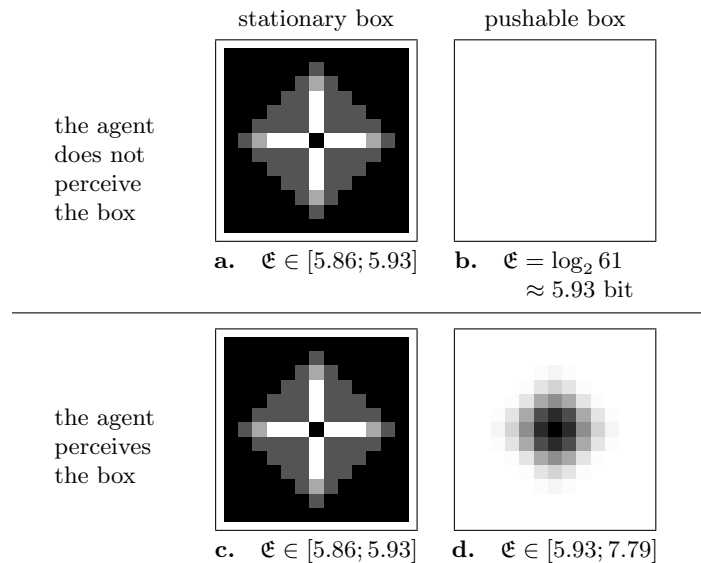 stationary box pushable box
the agent
does not
perceive
the box
a. 𝕰 ∈ [5.86; 5.93] b. 𝕰 = log₂ 61
≈ 5.93 bit
the agent
perceives
the box
c. 𝕰 ∈ [5.86; 5.93] d. 𝕰 ∈ [5.93; 7.79]